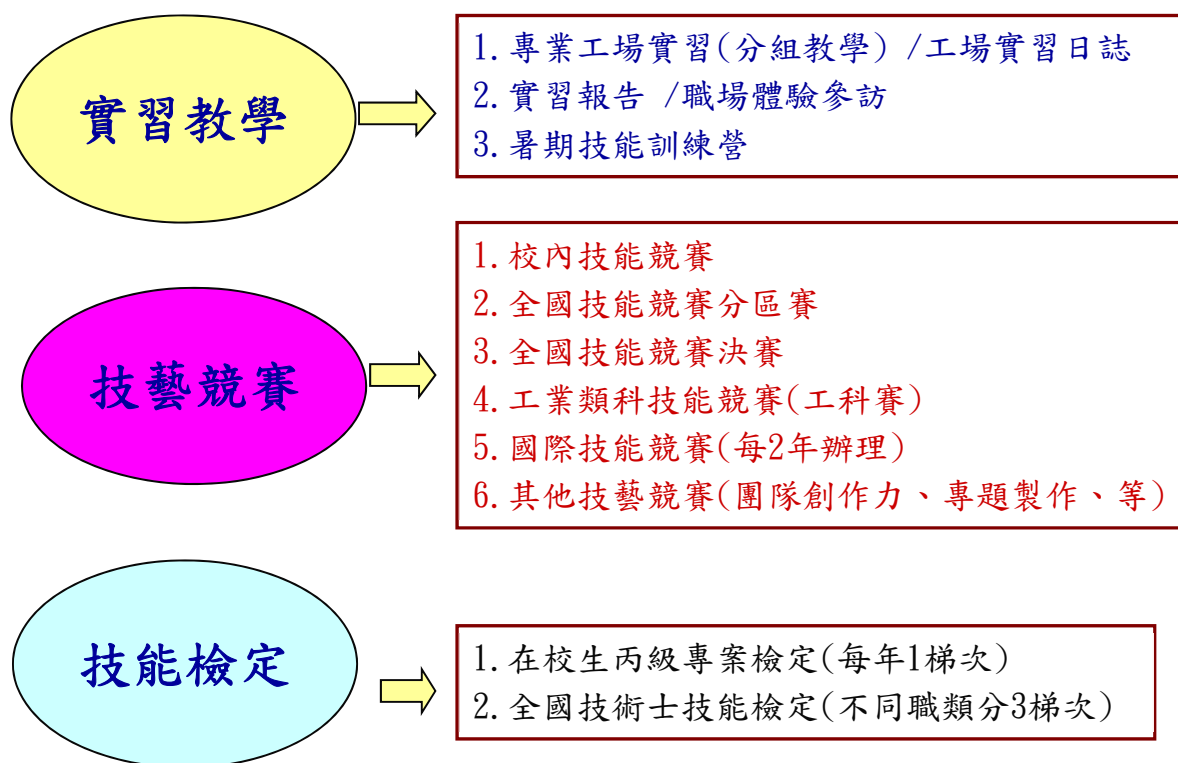 實習教學
1.專業工場實習(分組教學) /工場實習日誌
2.實習報告 /職場體驗參訪
3.暑期技能訓練營
技藝競賽
1.校內技能競賽
2.全國技能競賽分區賽
3.全國技能競賽決賽
4.工業類科技能競賽(工科賽)
5.國際技能競賽(每2年辦理)
6.其他技藝競賽(團隊創作力、專題製作、等)
技能檢定
1.在校生丙級專案檢定(每年1梯次)
2.全國技術士技能檢定(不同職類分3梯次)